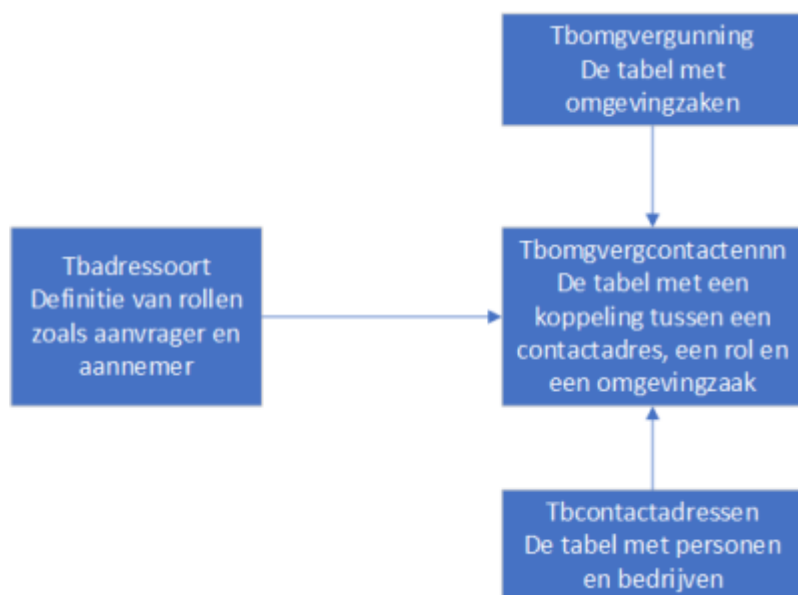 Tbomgvergunning
De tabel met
omgevingzaken
Tbadressoort
Definitie van rollen
zoals aanvrager en
aannemer
Tbomgvergcontactennn
De tabel met een
koppeling tussen een
contactadres, een rol en
een omgevingzaak
Tbcontactadressen
De tabel met personen
en bedrijven